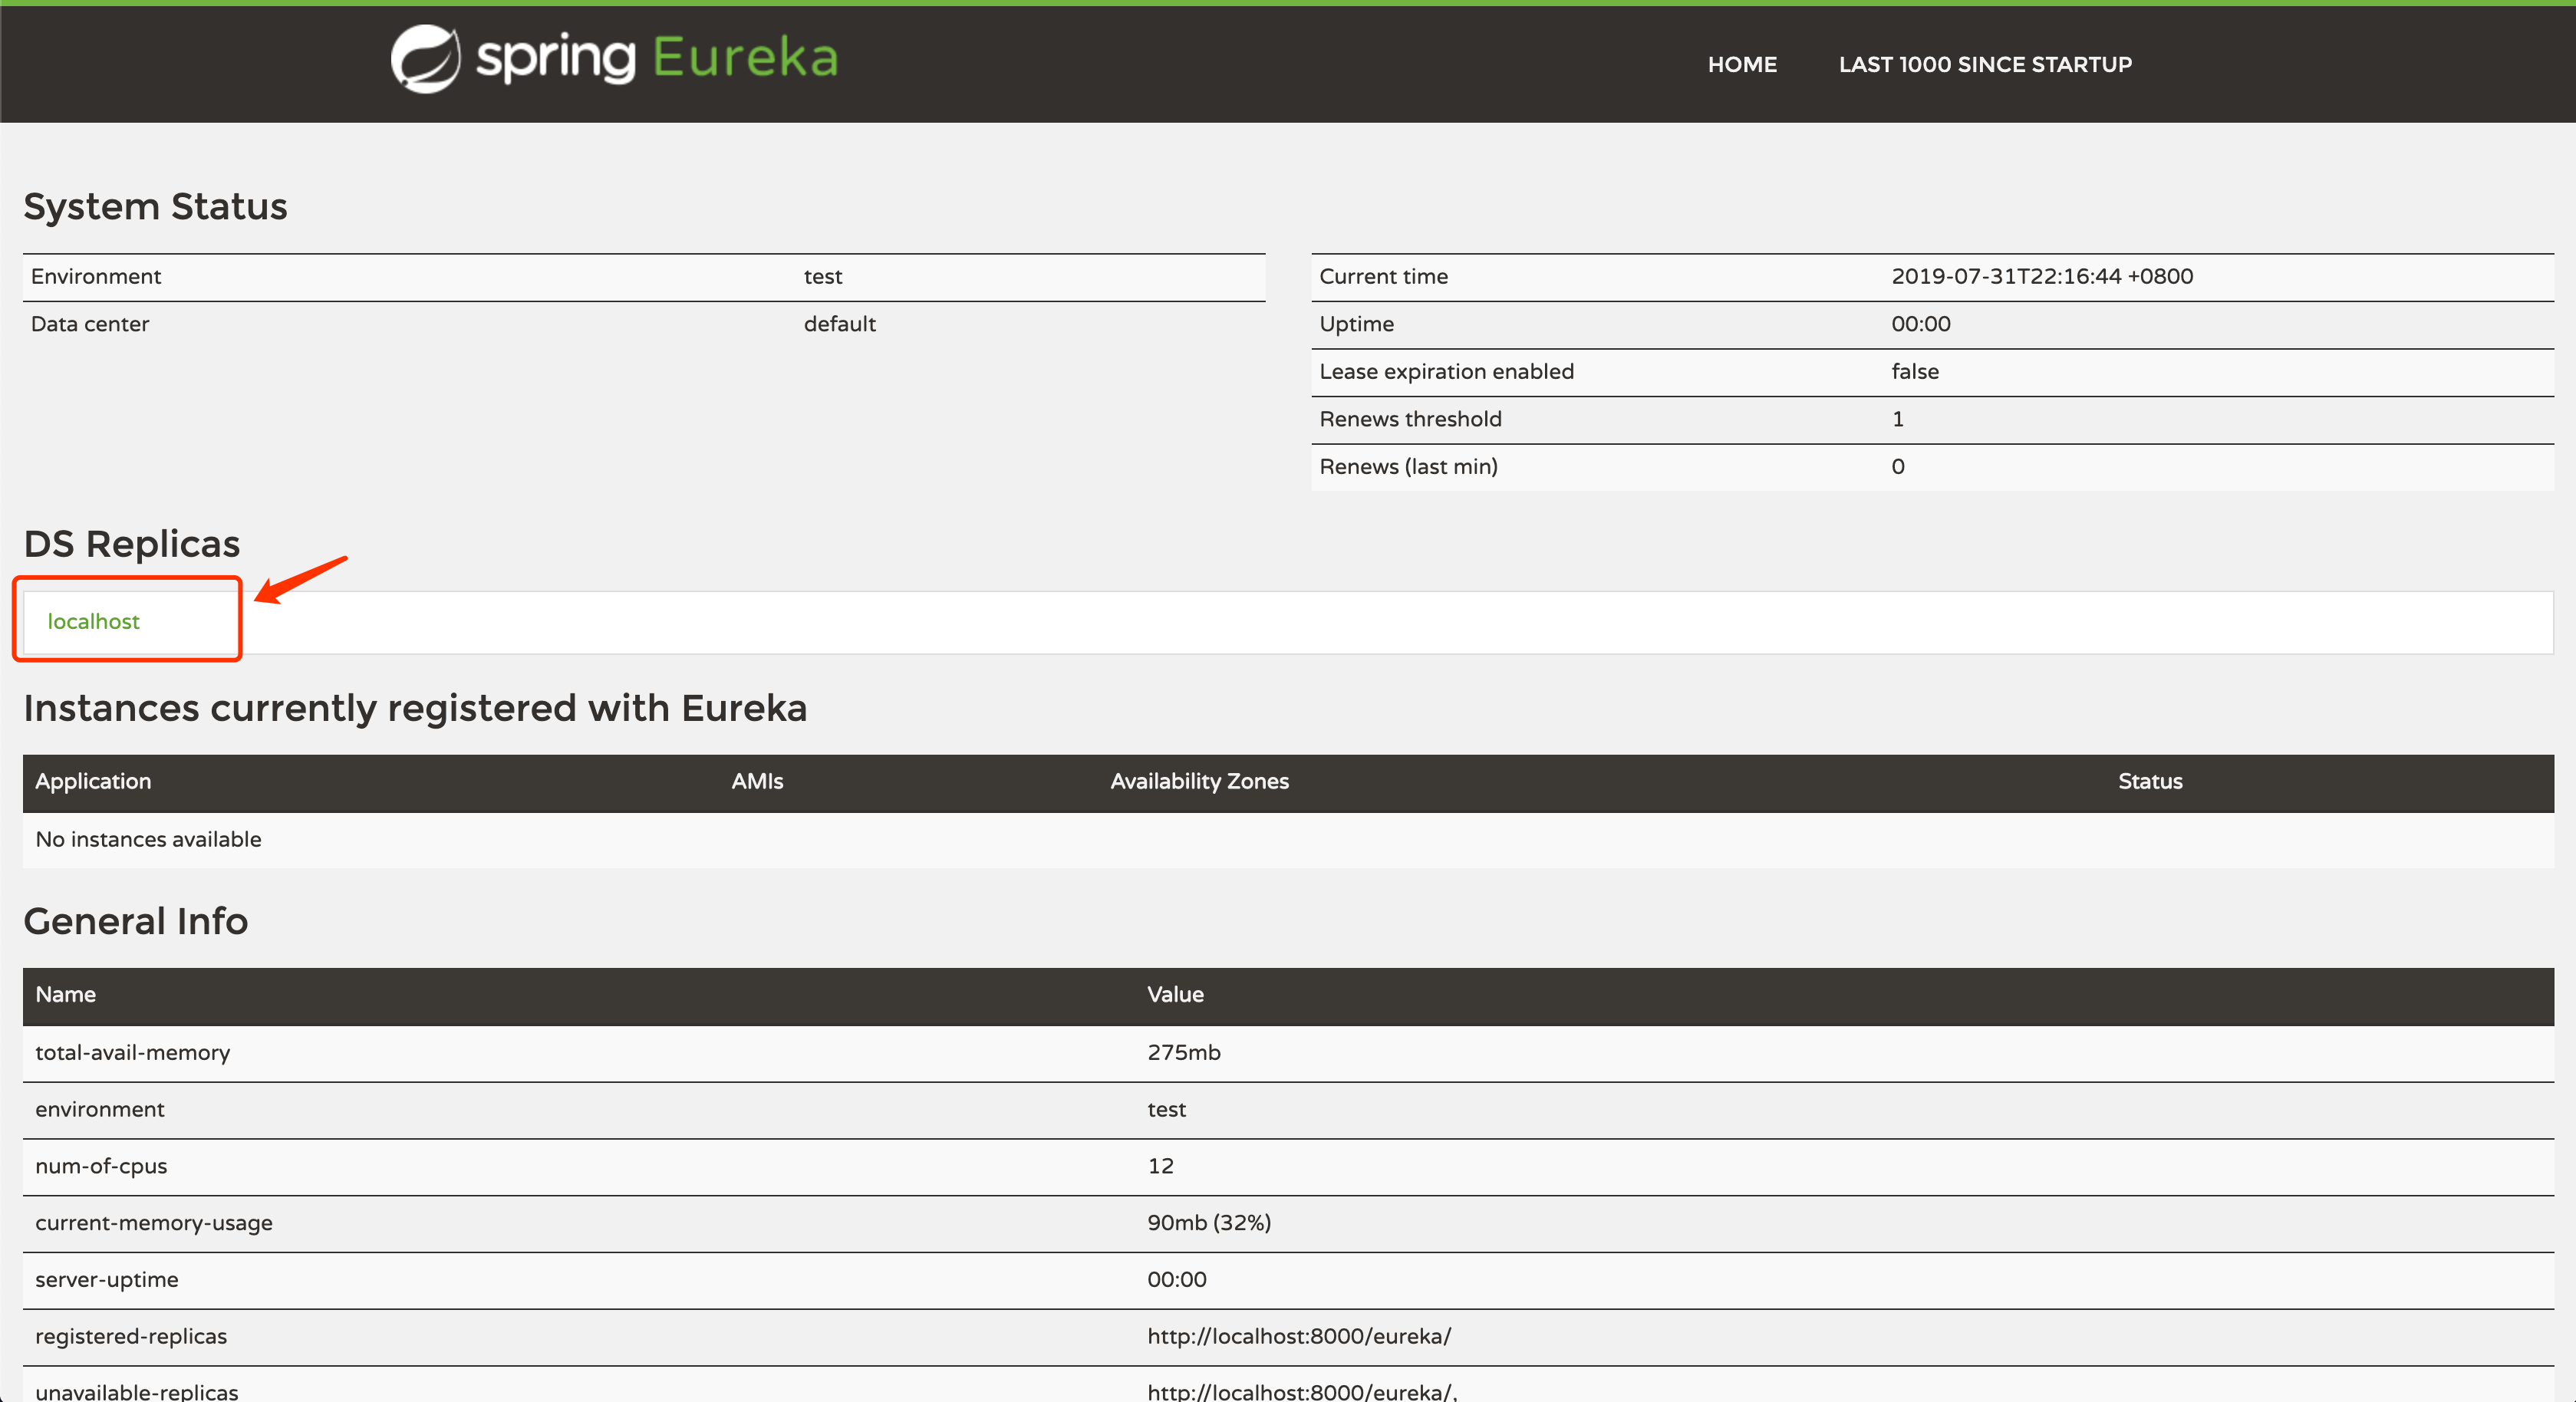 spring Eureka
HOME LAST 1000 SINCE STARTUP
System Status
Environment test
Data center default
Current time 2019-07-31T22:16:44 +0800
Uptime 00:00
Lease expiration enabled false
Renews threshold 1
Renews (last min) 0
DS Replicas
localhost
Instances currently registered with Eureka
Application AMIs Availability Zones Status
No instances available
General Info
Name Value
total-avail-memory 275mb
environment test
num-of-cpus 12
current-memory-usage 90mb (32%)
server-uptime 00:00
registered-replicas http://localhost:8000/eureka/
unavailable-replicas http://localhost:8000/eureka/,